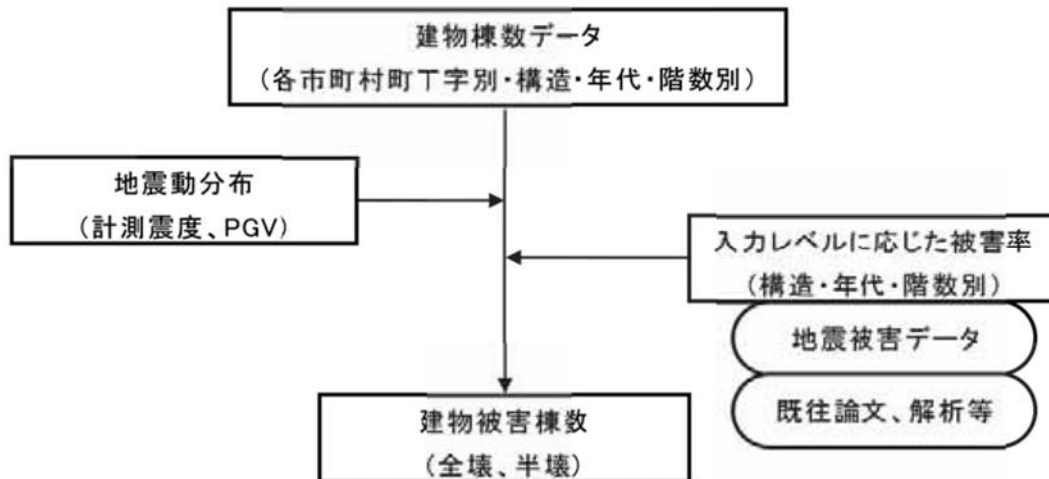 建物棟数データ
(各市町村町丁字別・構造・年代・階数別)
地震動分布
(計測震度、PGV)
入力レベルに応じた被害率
(構造・年代・階数別)
地震被害データ
既往論文、解析等
建物被害棟数
(全壊、半壊)